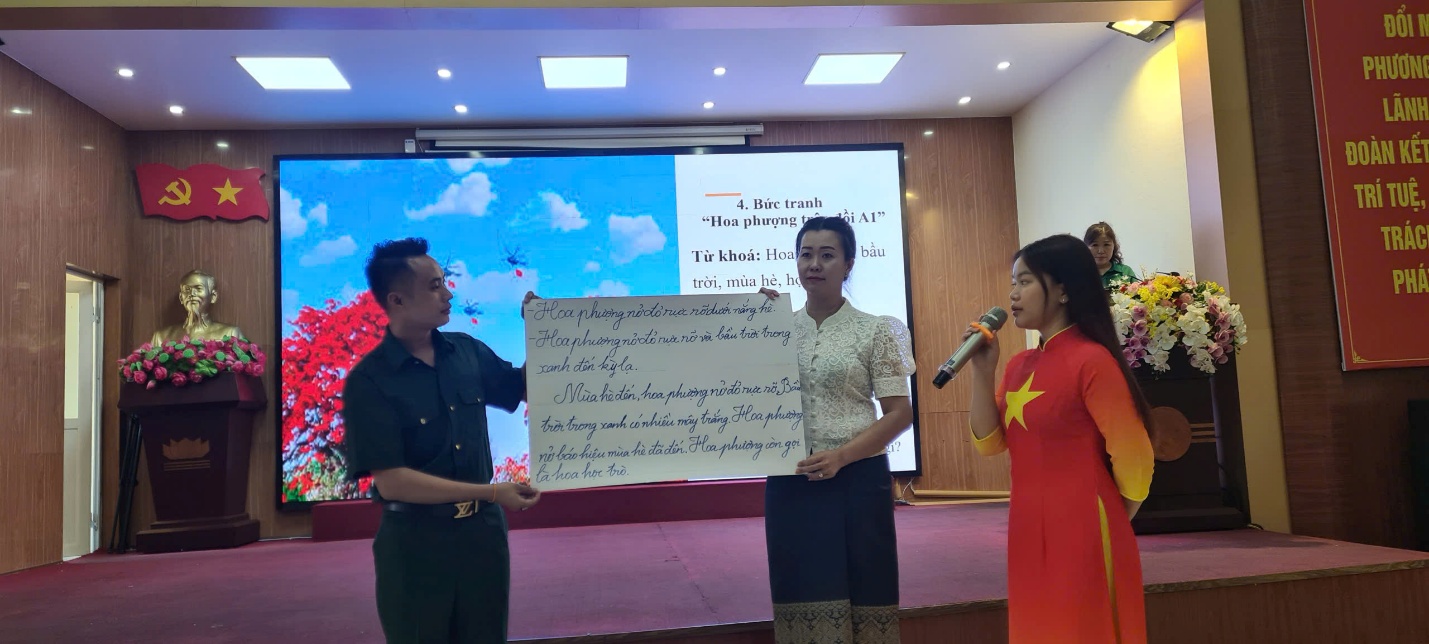 4. Bức tranh
“Hoa phượng trên đồi A1”
Từ khoá: Hoa bầu
trời, mùa hè,
-Hoa phượng nở đỏ rực rỡ dưới nắng hè.
-Hoa phượng nở đỏ rực rỡ và bầu trời trong
xanh đến kỳ lạ.
Mùa hè đến, hoa phượng nở đỏ rực rỡ. Bầu
trời trong xanh có nhiều mây trắng. Hoa phượng
nở báo hiệu mùa hè đã đến. Hoa phượng còn gọi
là hoa học trò.
ĐỔI
PHƯƠNG
LÃNH
ĐOÀN KẾT
TRÍ TUỆ,
TRÁCH
PHÁ